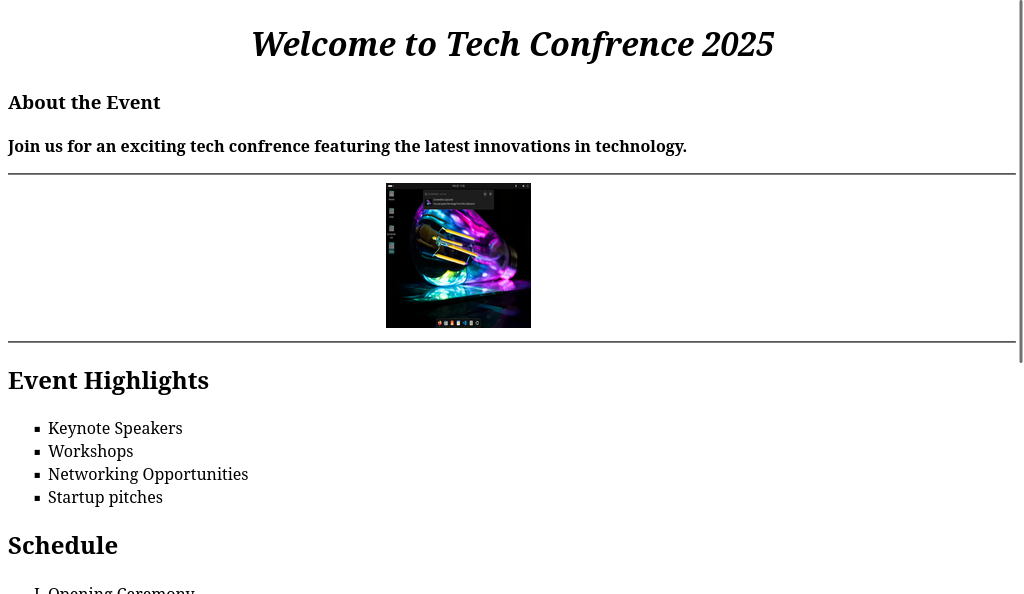 Welcome to Tech Confrence 2025
About the Event
Join us for an exciting tech confrence featuring the latest innovations in technology.
Event Highlights
▪ Keynote Speakers
▪ Workshops
▪ Networking Opportunities
▪ Startup pitches
Schedule
I. Opening Ceremony